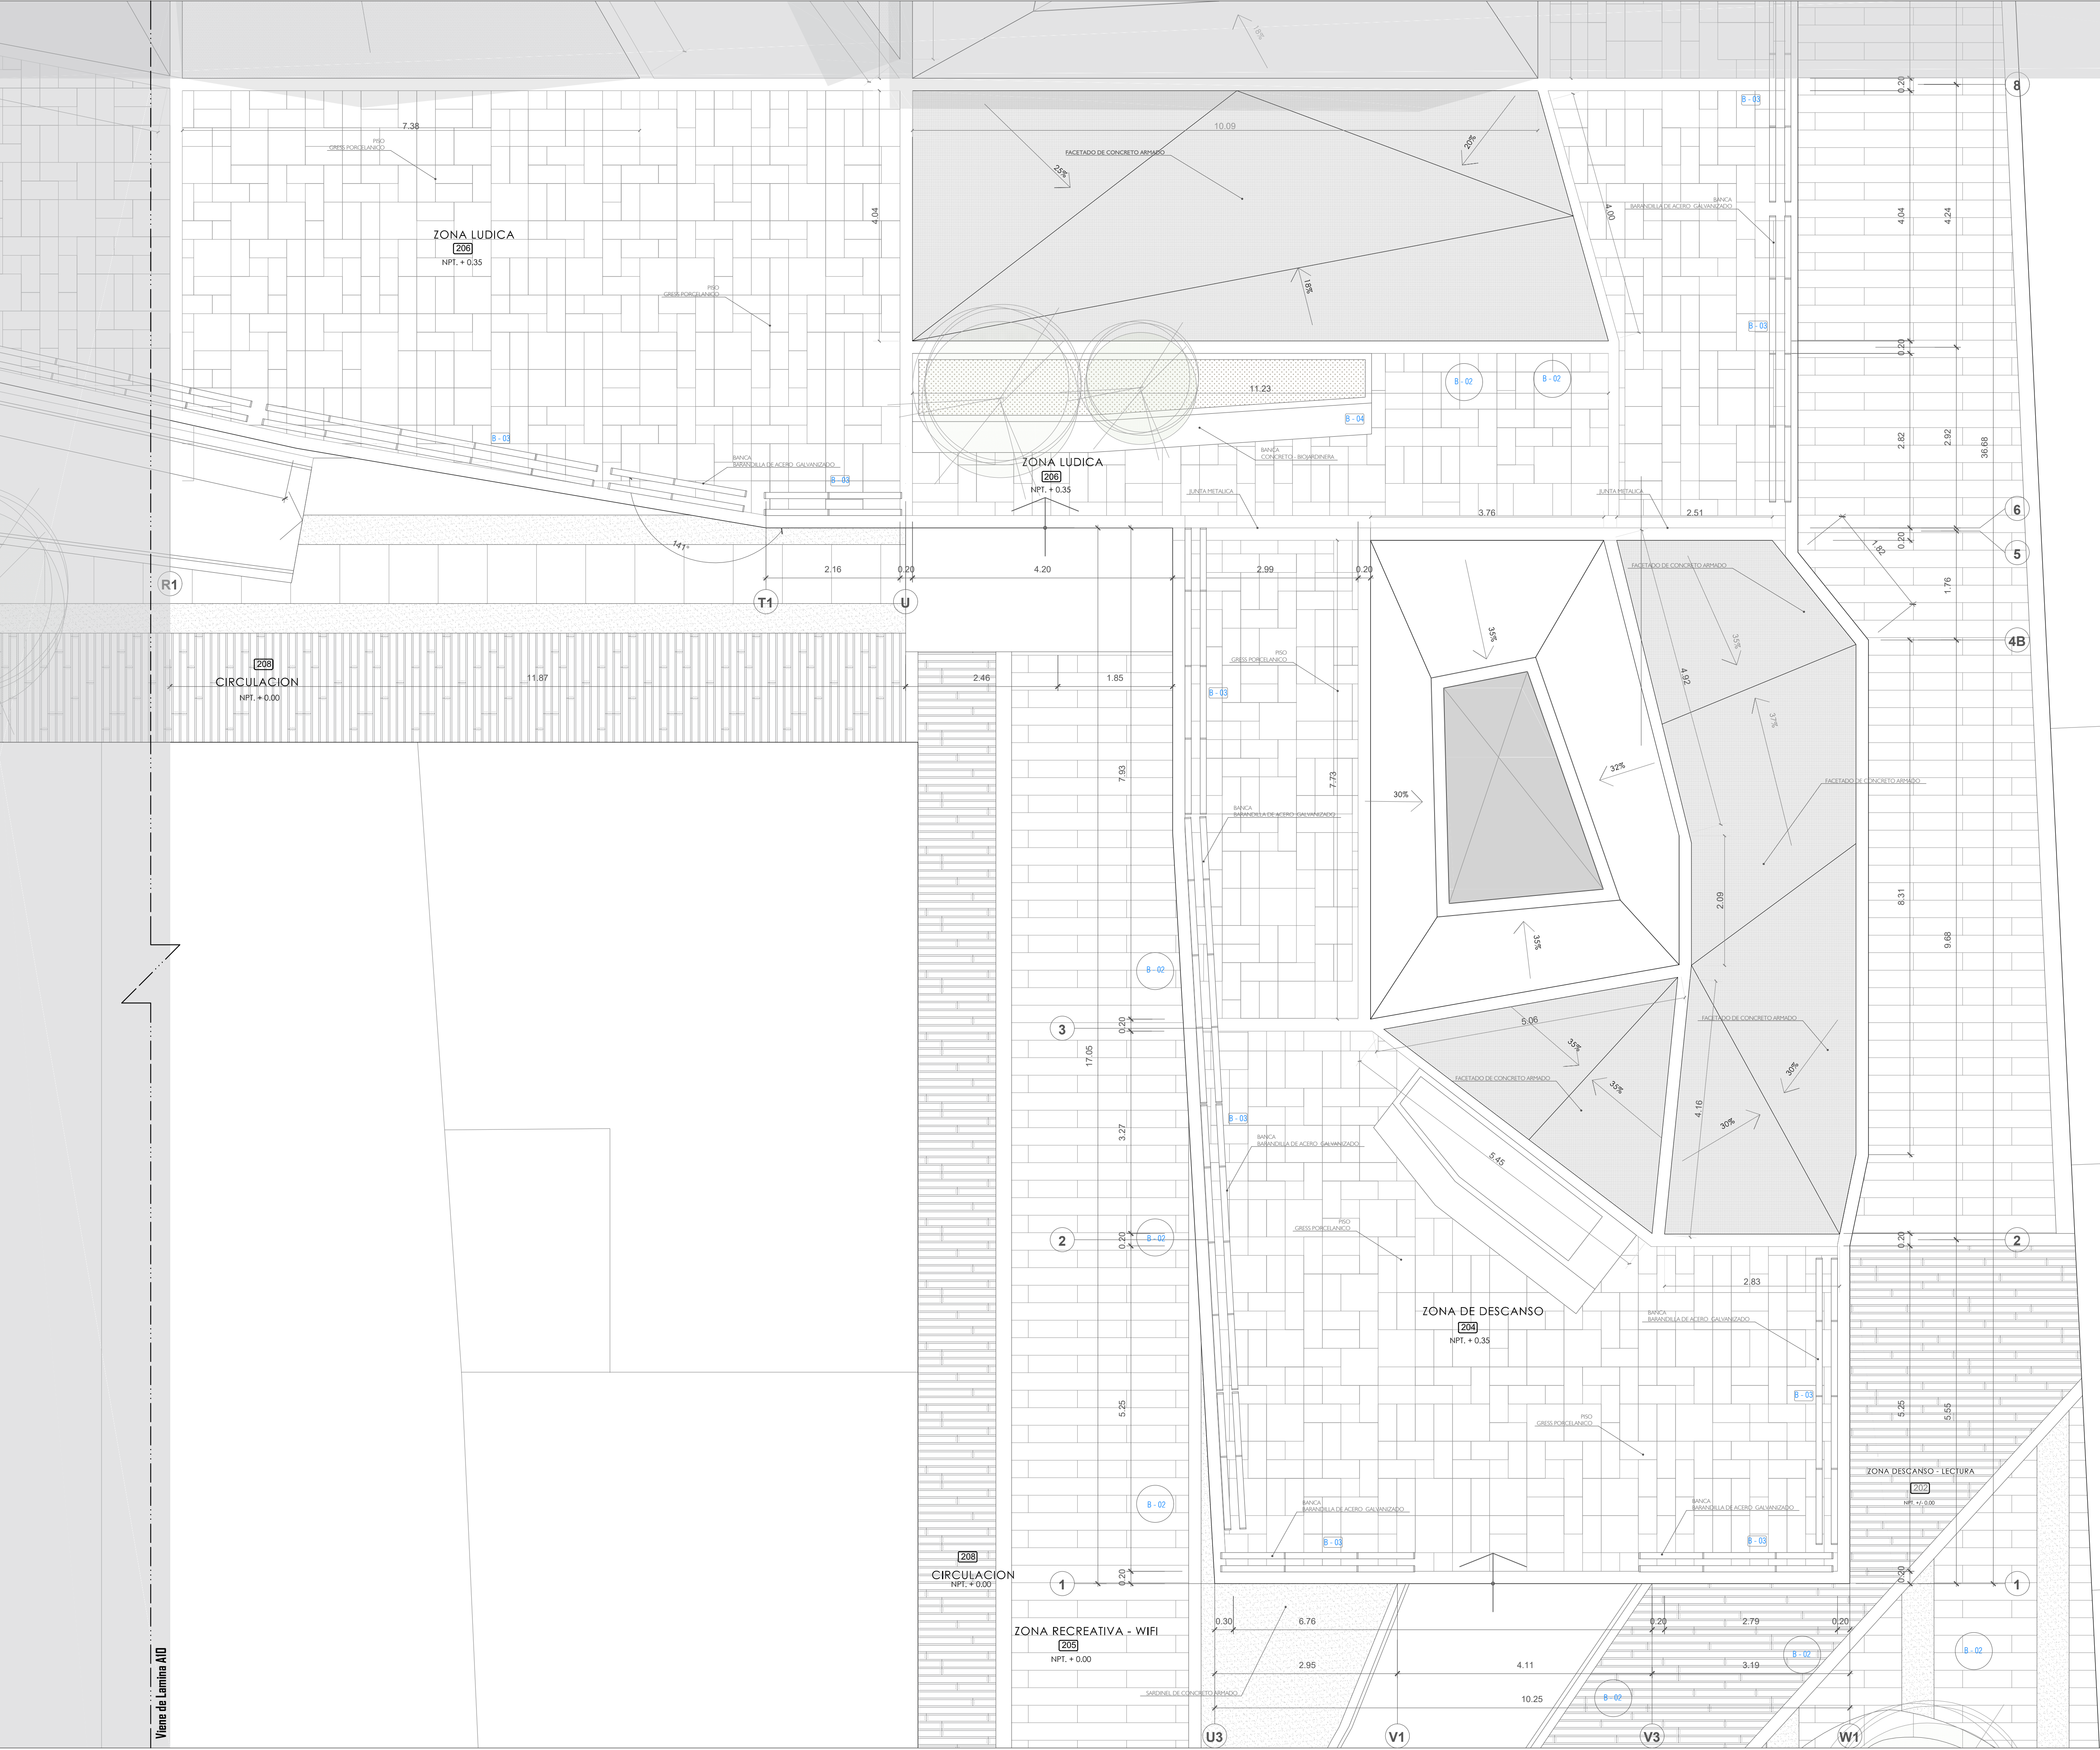 18%
0.20
8
B - 03
7.38
10.09
PISO
GRESS PORCELANICO
FACETADO DE CONCRETO ARMADO
20%
25%
BANCA
BARANDILLA DE ACERO GALVANIZADO
4.04
4.00
4.04
4.24
ZONA LUDICA
206
NPT. + 0.35
PISO
GRESS PORCELANICO
18%
B - 03
0.20
11.23
B - 02
B - 02
B - 04
B - 03
2.82
2.92
36.68
BANCA
BARANDILLA DE ACERO GALVANIZADO
BANCA
CONCRETO - BIOJARDINERA
ZONA LUDICA
206
NPT. + 0.35
B - 03
JUNTA METALICA
JUNTA METALICA
3.76
2.51
6
5
0.20
1.82
141°
R1
2.16
0.20
4.20
2.99
0.20
T1
U
FACETADO DE CONCRETO ARMADO
1.76
35%
35%
4B
PISO
GRESS PORCELANICO
208
CIRCULACION
NPT. + 0.00
11.87
2.46
1.85
B - 03
4.92
37%
7.93
7.73
32%
30%
FACETADO DE CONCRETO ARMADO
BANCA
BARANDILLA DE ACERO GALVANIZADO
2.09
8.31
9.68
35%
B - 02
3
0.20
17.05
5.06
FACETADO DE CONCRETO ARMADO
35%
FACETADO DE CONCRETO ARMADO
35%
30%
4.16
30%
B - 03
3.27
BANCA
BARANDILLA DE ACERO GALVANIZADO
5.45
PISO
GRESS PORCELANICO
2
0.20
B - 02
0.20
2
2.83
ZONA DE DESCANSO
204
NPT. + 0.35
BANCA
BARANDILLA DE ACERO GALVANIZADO
B - 03
5.25
5.25
5.55
PISO
GRESS PORCELANICO
ZONA DESCANSO - LECTURA
202
NPT. +/- 0.00
B - 02
BANCA
BARANDILLA DE ACERO GALVANIZADO
BANCA
BARANDILLA DE ACERO GALVANIZADO
B - 03
B - 03
208
CIRCULACION
NPT. + 0.00
1
0.20
0.20
1
ZONA RECREATIVA - WIFI
205
NPT. + 0.00
0.30
6.76
0.20
2.79
0.20
B - 02
B - 02
2.95
4.11
3.19
SARDINEL DE CONCRETO ARMADO
B - 02
10.25
U3
V1
V3
W1
Viene de Lamina A10